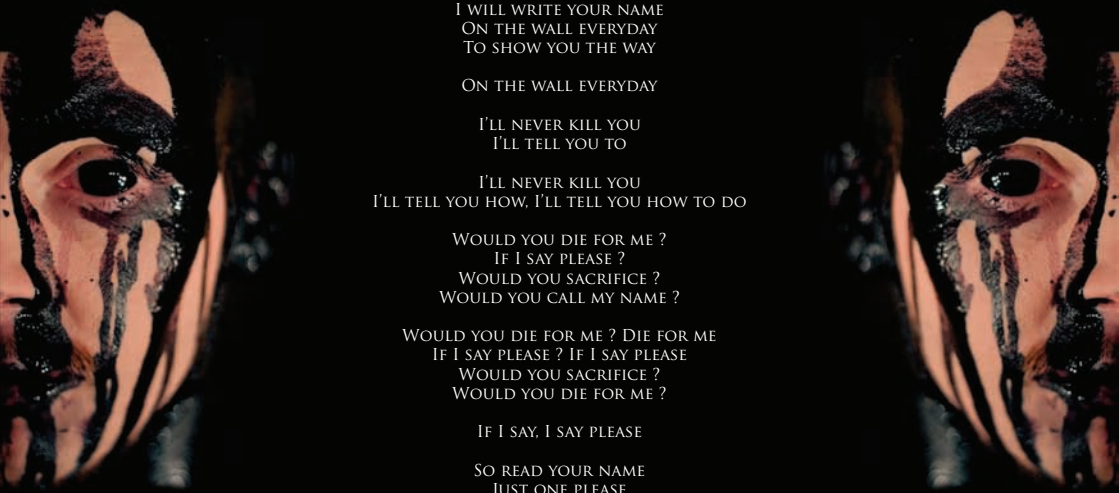 I will write your name
On the wall everyday
To show you the way
On the wall everyday
I'll never kill you
I'll tell you to
I'll never kill you
I'll tell you how, I'll tell you how to do
Would you die for me ?
If I say please ?
Would you sacrifice ?
Would you call my name ?
Would you die for me ? Die for me
If I say please ? If I say please
Would you sacrifice ?
Would you die for me ?
If I say, I say please
So read your name
Just one please